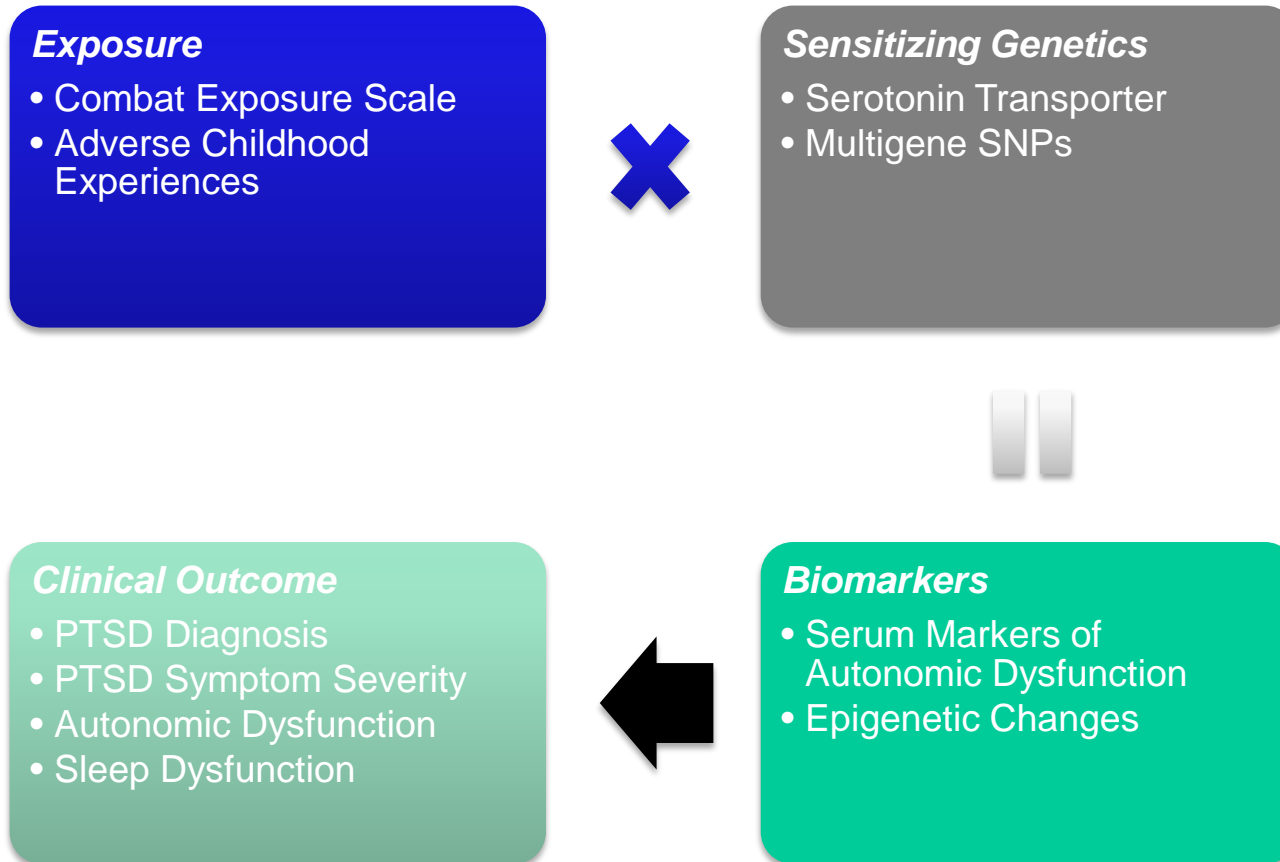 Exposure
• Combat Exposure Scale
• Adverse Childhood
Experiences
Sensitizing Genetics
• Serotonin Transporter
• Multigene SNPs
Clinical Outcome
• PTSD Diagnosis
• PTSD Symptom Severity
• Autonomic Dysfunction
• Sleep Dysfunction
Biomarkers
• Serum Markers of
Autonomic Dysfunction
• Epigenetic Changes